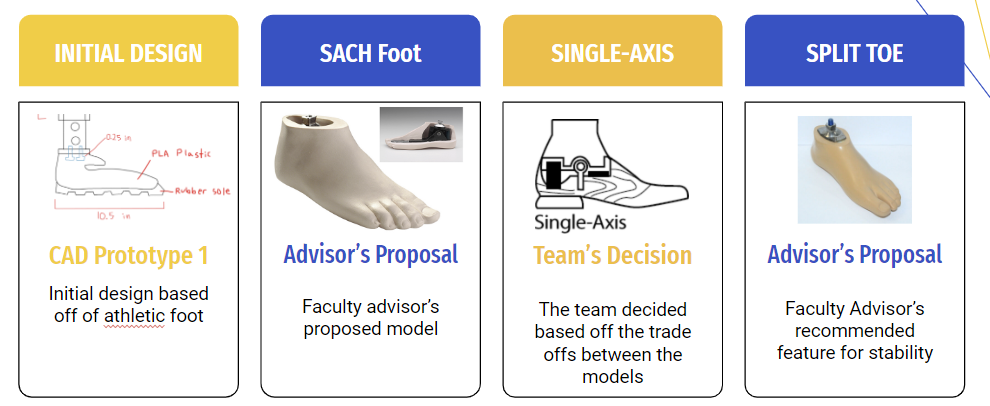 INITIAL DESIGN
SACH Foot
SINGLE-AXIS
SPLIT TOE
0.25 in
PLA Plastic
Rubber sole
10.5 in
CAD Prototype 1
Initial design based
off of athletic foot
Advisor's Proposal
Faculty advisor's
proposed model
Single-Axis
Team's Decision
The team decided
based off the trade
offs between the
models
Advisor's Proposal
Faculty Advisor's
recommended
feature for stability